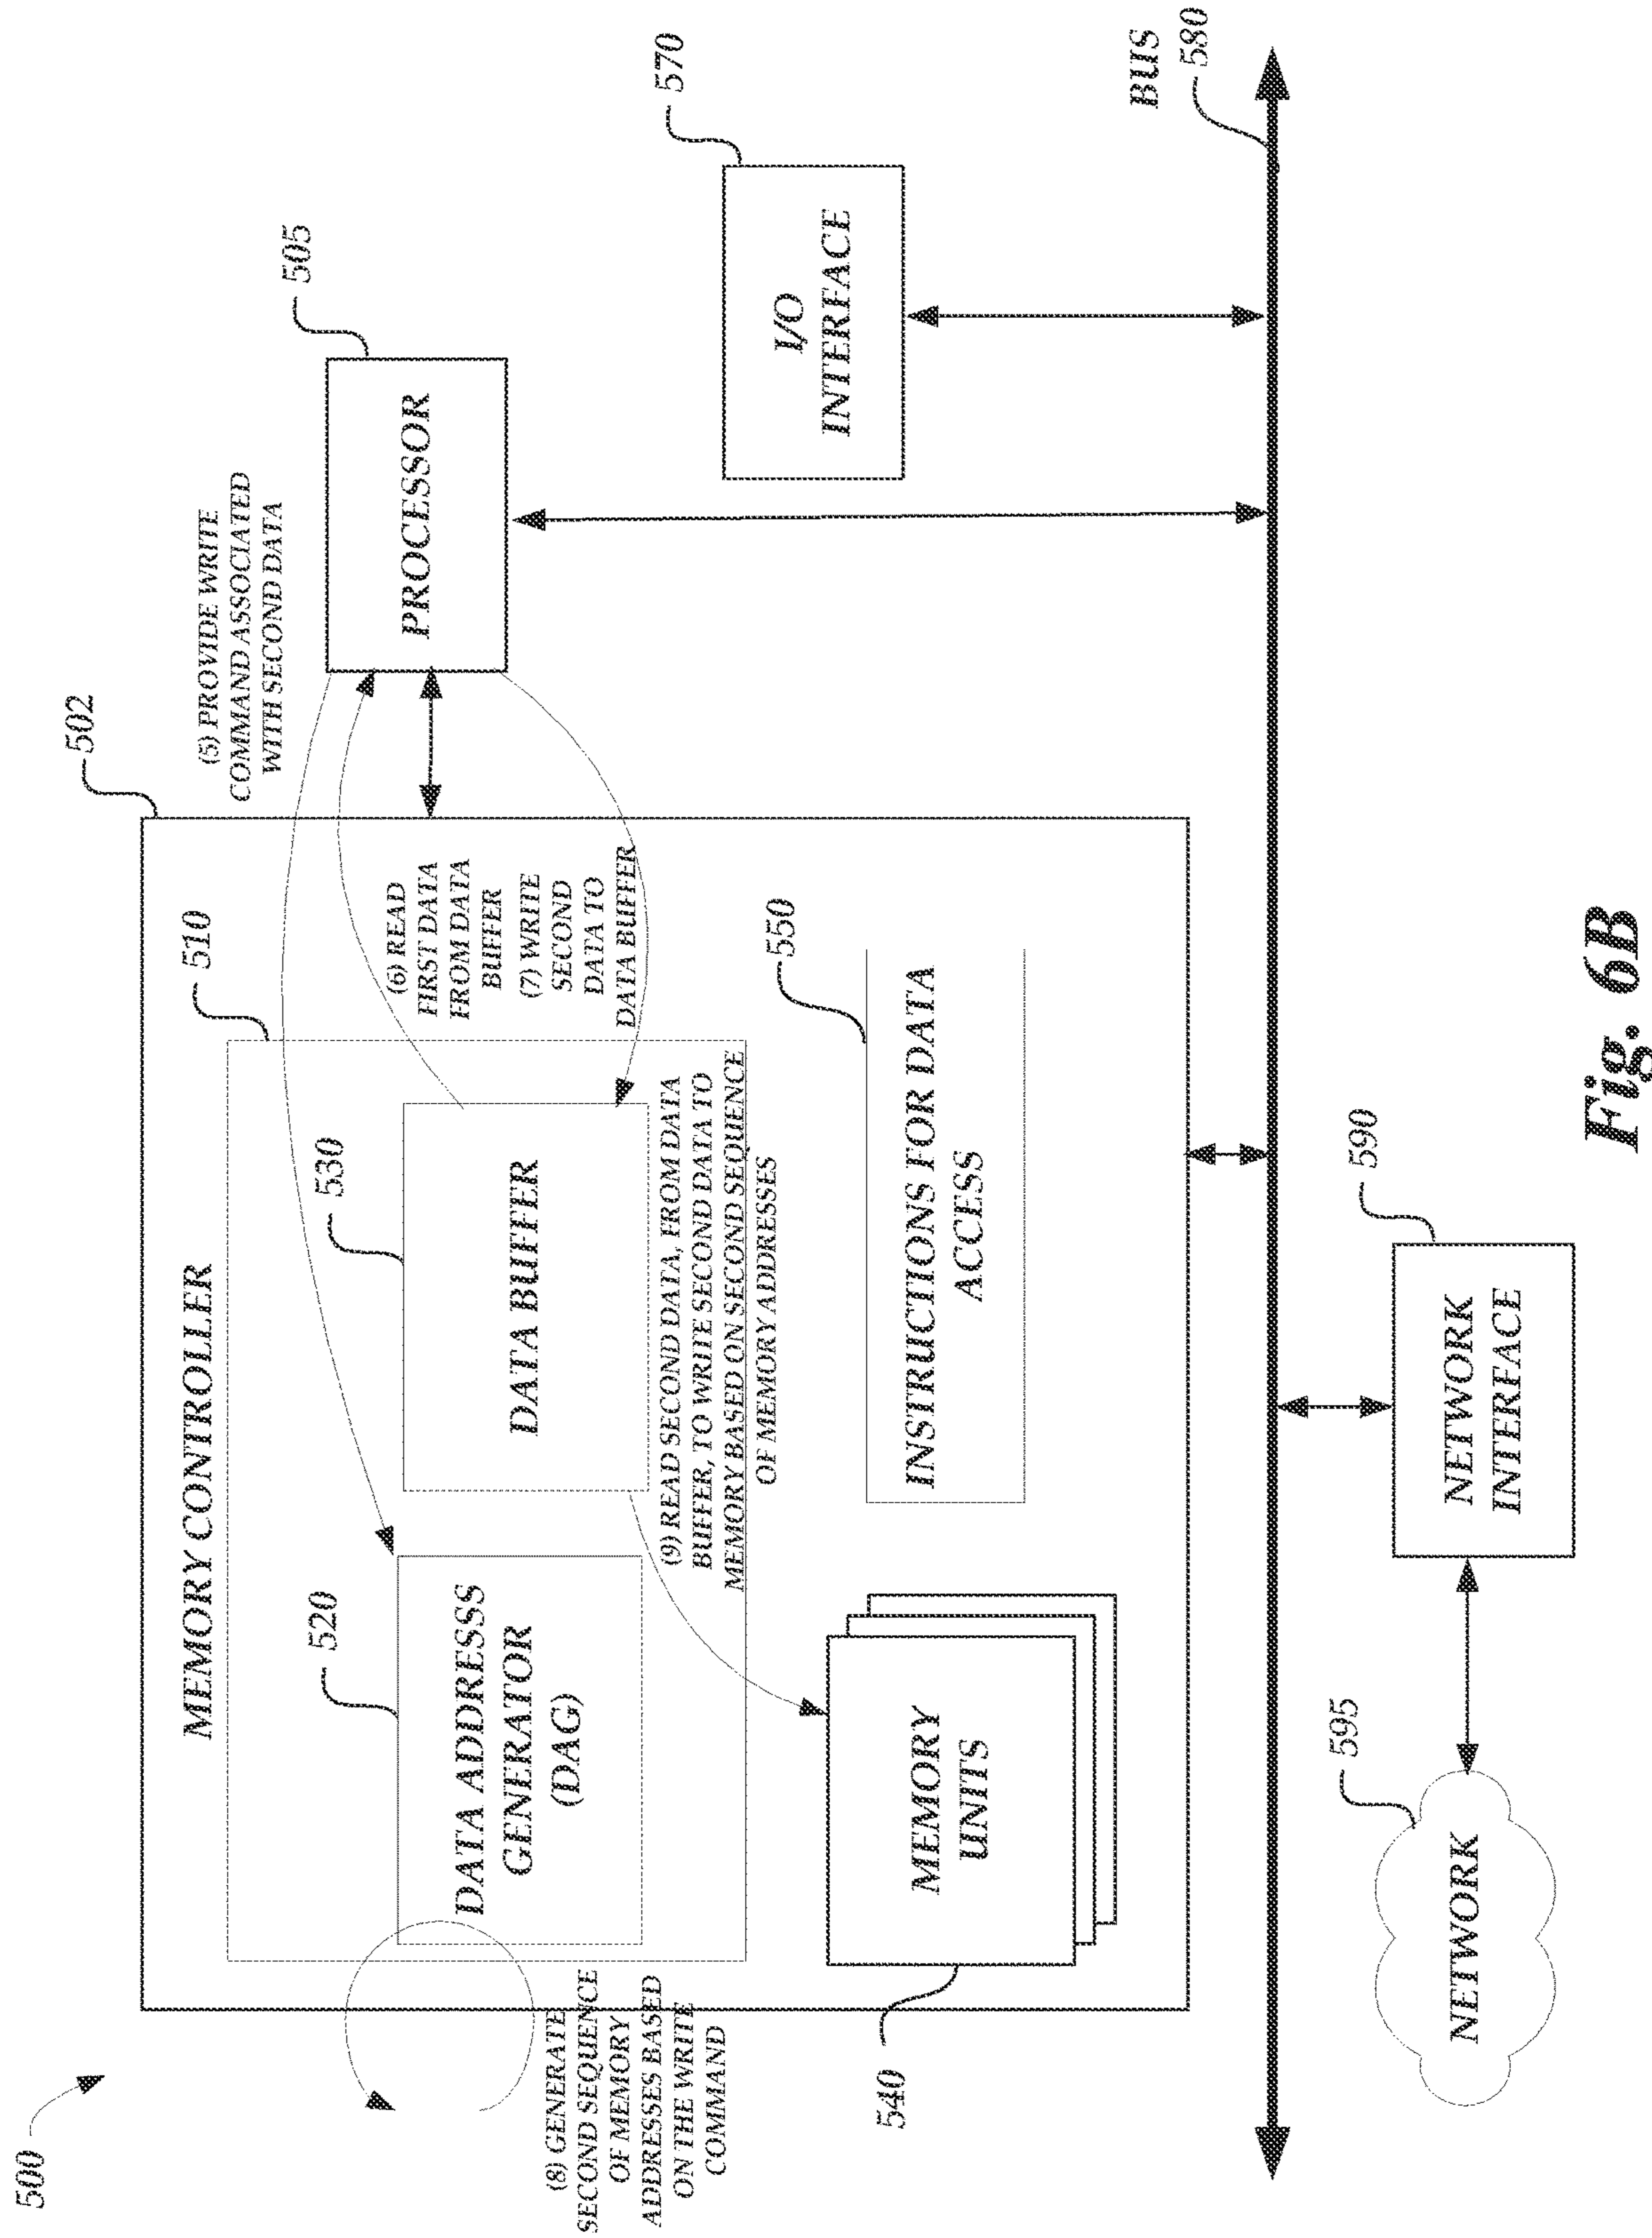 500
502
(5) PROVIDE WRITE
COMMAND ASSOCIATED
WITH SECOND DATA
505
PROCESSOR
MEMORY CONTROLLER
510
520
DATA ADDRESS
GENERATOR
(DAG)
530
DATA BUFFER
(6) READ
FIRST DATA
FROM DATA
BUFFER
(7) WRITE
SECOND
DATA TO
DATA BUFFER
(8) GENERATE
SECOND SEQUENCE
OF MEMORY
ADDRESSES BASED
ON THE WRITE
COMMAND
(9) READ SECOND DATA, FROM DATA
BUFFER, TO WRITE SECOND DATA TO
MEMORY BASED ON SECOND SEQUENCE
OF MEMORY ADDRESSES
540
MEMORY
UNITS
550
INSTRUCTIONS FOR DATA
ACCESS
570
I/O
INTERFACE
BUS
580
590
NETWORK
INTERFACE
595
NETWORK
Fig. 6B